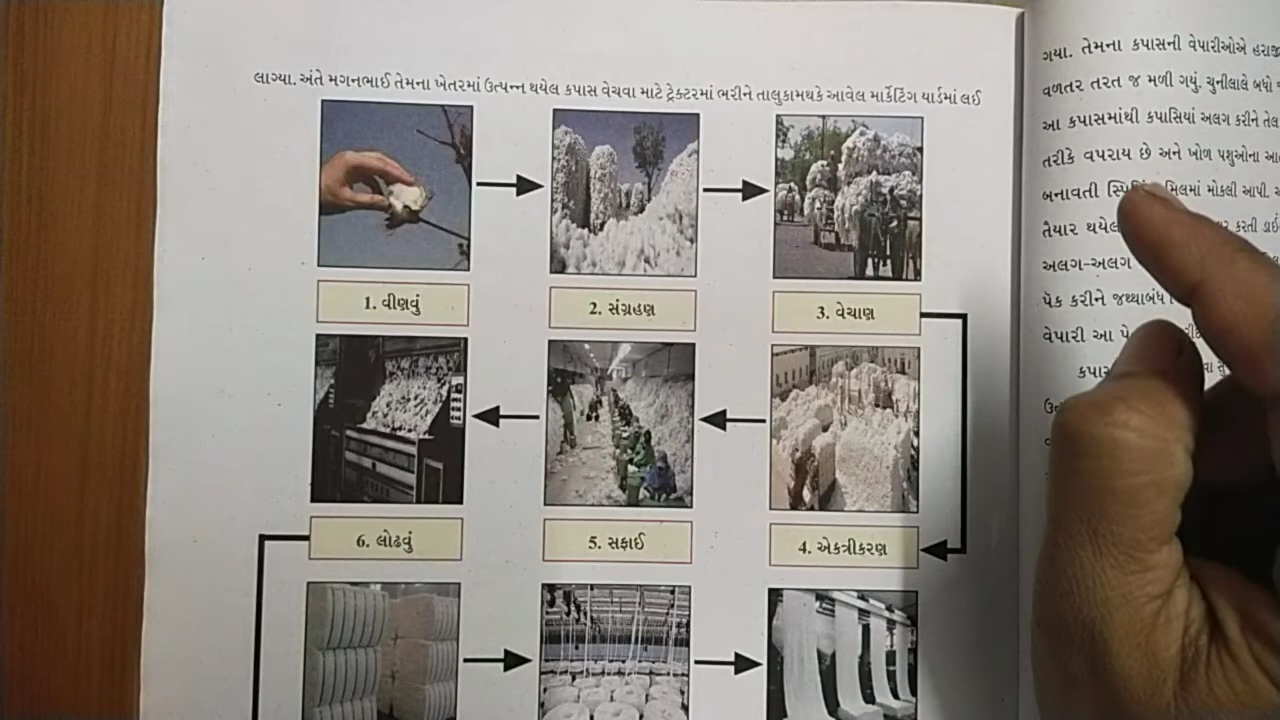 લાગ્યા. અંતે મગનભાઈ તેમના ખેતરમાં ઉત્પન્ન થયેલ કપાસ વેચવા માટે ટ્રેક્ટરમાં ભરીને તાલુકામથકે આવેલ માર્કેટિંગ યાર્ડમાં લઈ
1. વીણવું
2. સંગ્રહણ
3. વેચાણ
6. લોઢવું
5. સફાઈ
4. એકત્રીકરણ
ગયા. તેમના કપાસની વેપારીઓએ
વળતર તરત જ મળી ગયું. ચુનીલાલે બધો
આ કપાસમાંથી કપાસિયાં અલગ કરીને તેલ
તરીકે વપરાય છે અને ખોળ પશુઓના
બનાવતી મિલમાં મોકલી આપી.
તૈયાર થયેલ કરતી
અલગ-અલગ
પૅક કરીને જથ્થાબંધ
વેપારી આ